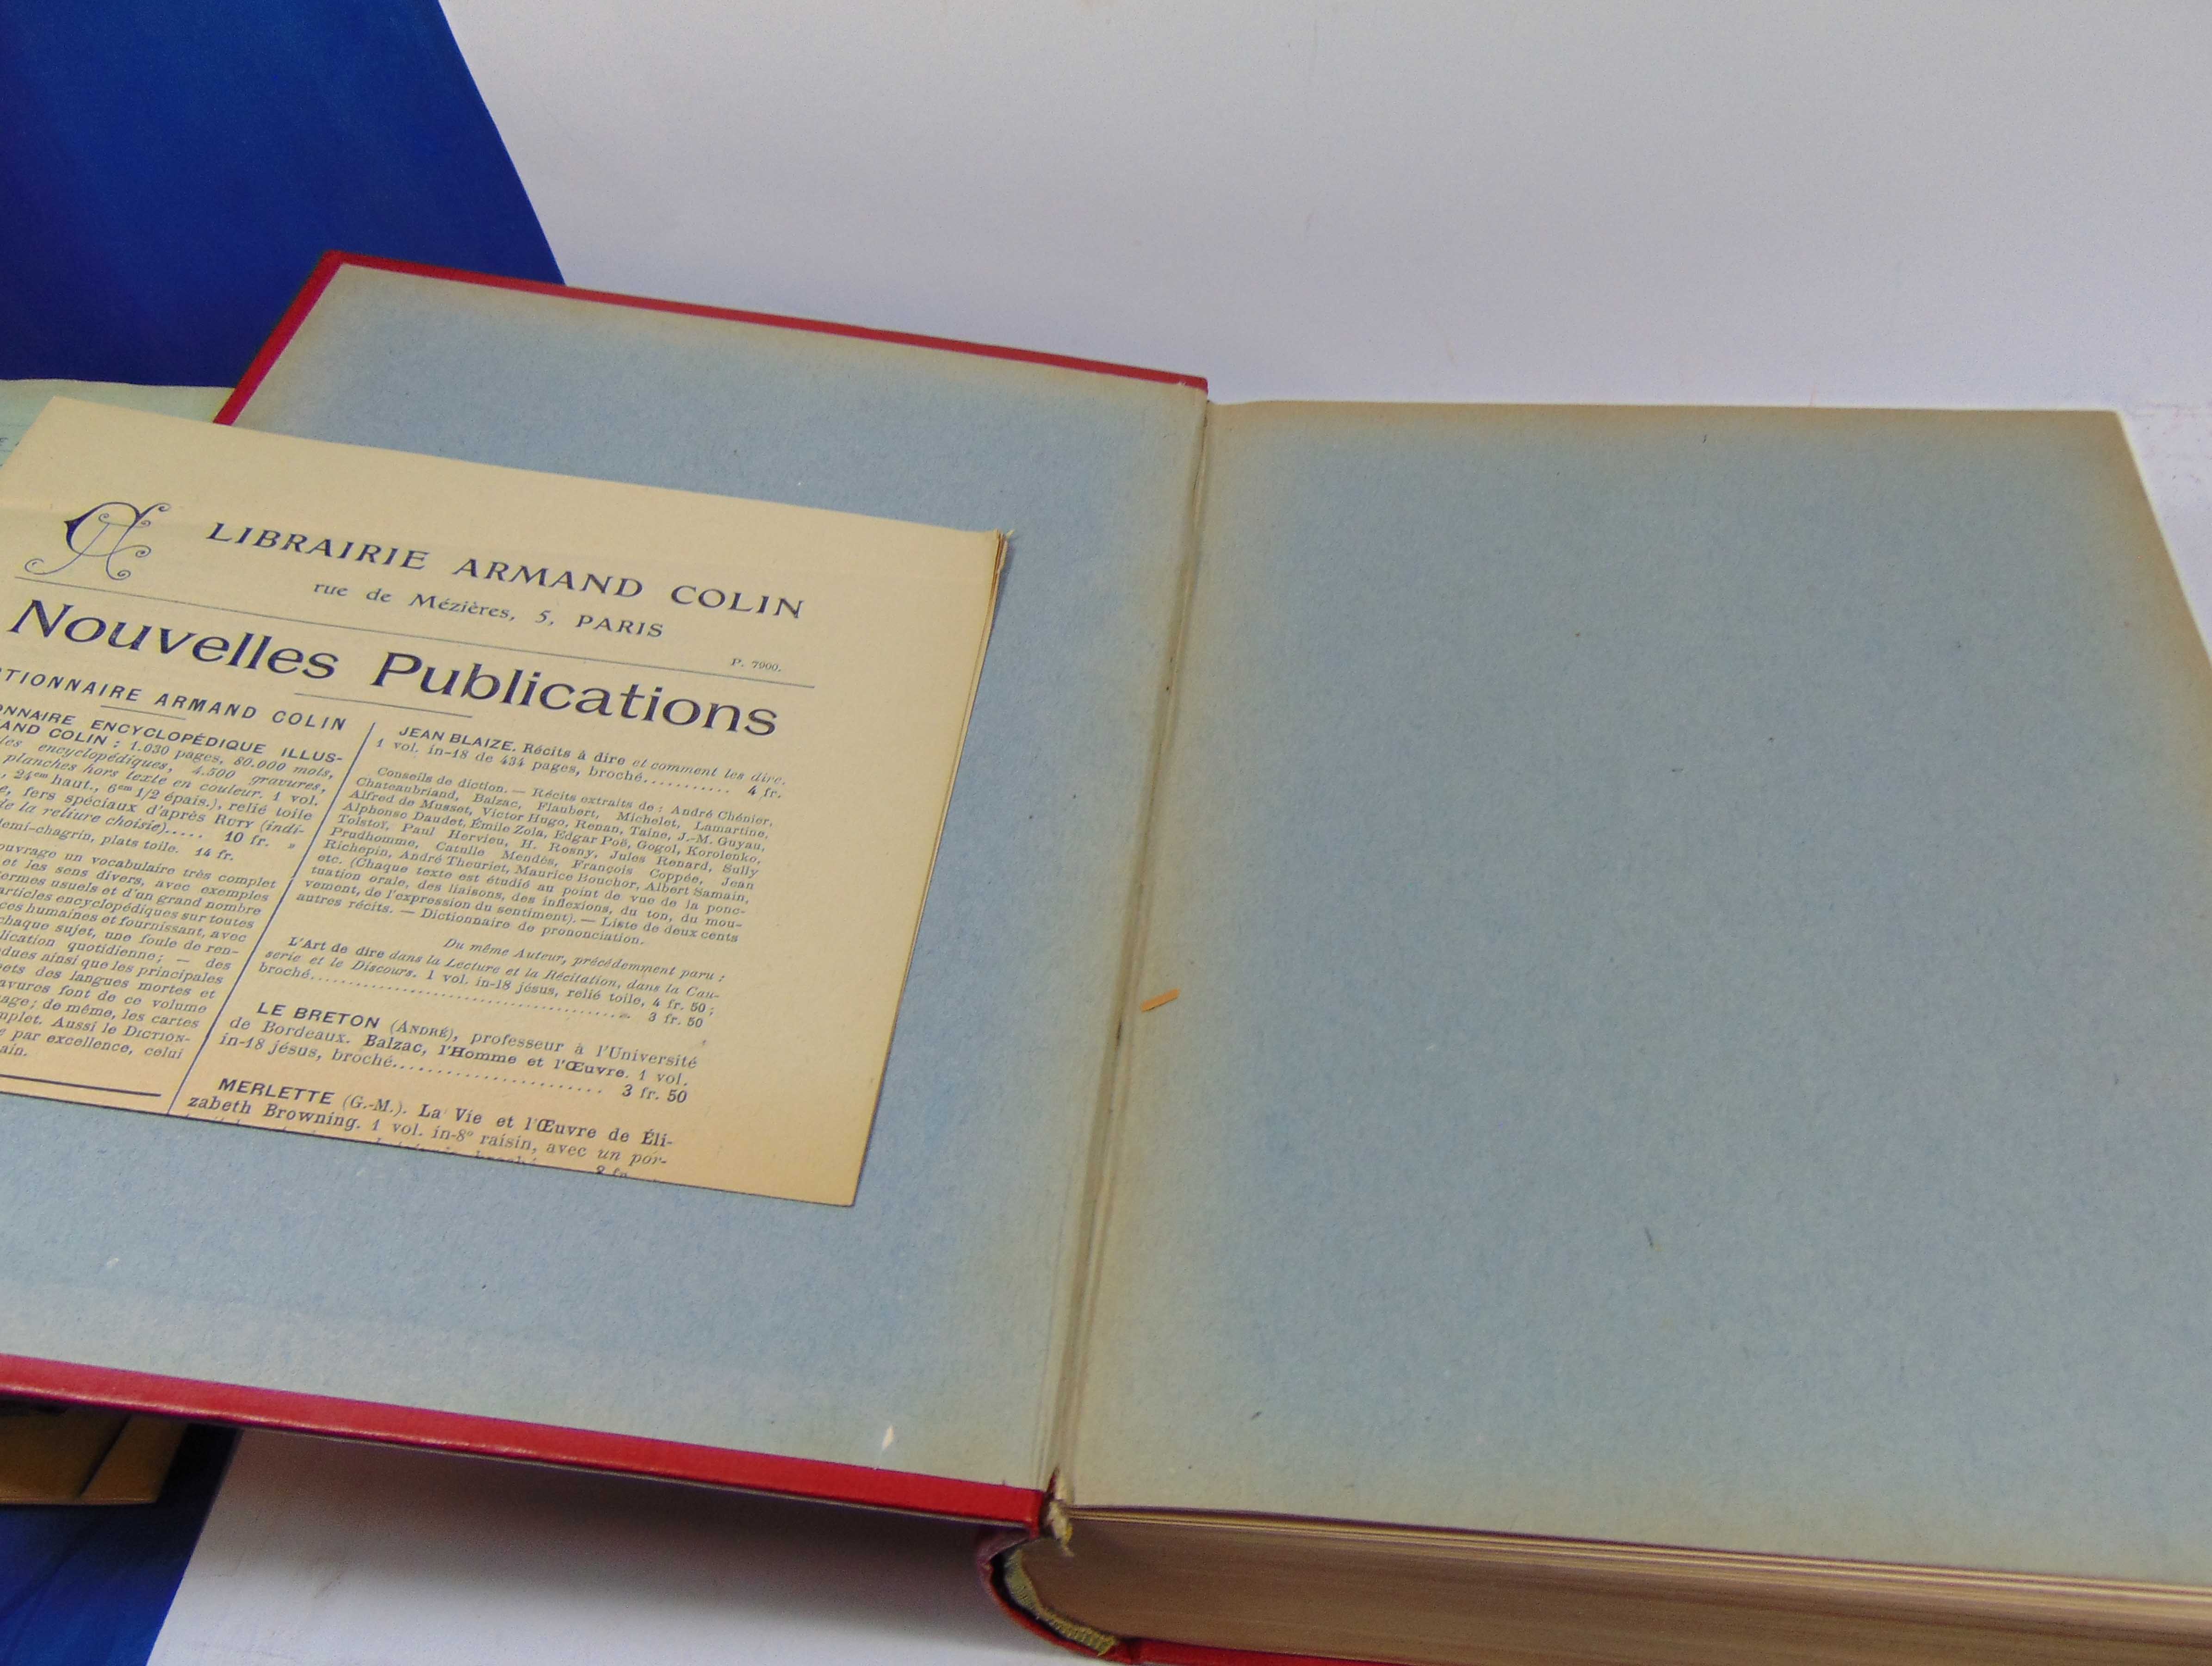 LIBRAIRIE ARMAND COLIN
rue de Mézières, 5, PARIS
P. 7900.
Nouvelles Publications
ARMAND COLIN
ENCYCLOPÉDIQUE ILLUS-
COLIN : 1.030 pages, 80.000 mots,
encyclopédiques, 4.500 gravures,
planches hors texte en couleur. 1 vol.
24cm haut., 6cm 1/2 épais.), relié toile
fers spéciaux d'après RUTY (indi-
de la reliure choisie)..... 10 fr. »
demi-chagrin, plats toile. 14 fr.
ouvrage un vocabulaire très complet
et les sens divers, avec exemples
termes usuels et d'un grand nombre
articles encyclopédiques sur toutes
humaines et fournissant, avec
chaque sujet, une foule de ren-
quotidienne; — des
ainsi que les principales
des langues mortes et
font de ce volume
de même, les cartes
Aussi le DICTION-
par excellence, celui
JEAN BLAIZE. Récits à dire et comment les dire.
1 vol. in-18 de 434 pages, broché........... 4 fr.
Conseils de diction. — Récits extraits de : André Chénier,
Chateaubriand, Balzac, Flaubert, Michelet, Lamartine,
Alfred de Musset, Victor Hugo, Renan, Taine, J.-M. Guyau,
Alphonse Daudet, Émile Zola, Edgar Poë, Gogol, Korolenko,
Tolstoï, Paul Hervieu, H. Rosny, Jules Renard, Sully
Prudhomme, Catulle Mendès, François Coppée, Jean
Richepin, André Theuriet, Maurice Bouchor, Albert Samain,
etc. (Chaque texte est étudié au point de vue de la ponc-
tuation orale, des liaisons, des inflexions, du ton, du mou-
vement, de l'expression du sentiment). — Liste de deux cents
autres récits. — Dictionnaire de prononciation.
Du même Auteur, précédemment paru :
L'Art de dire dans la Lecture et la Récitation, dans la Cau-
serie et le Discours. 1 vol. in-18 jésus, relié toile, 4 fr. 50 ;
broché........................................ 3 fr. 50
LE BRETON (ANDRÉ), professeur à l'Université
de Bordeaux. Balzac, l'Homme et l'Œuvre. 1 vol.
in-18 jésus, broché........................ 3 fr. 50
MERLETTE (G.-M.). La Vie et l'Œuvre de Éli-
zabeth Browning. 1 vol. in-8° raisin, avec un por-